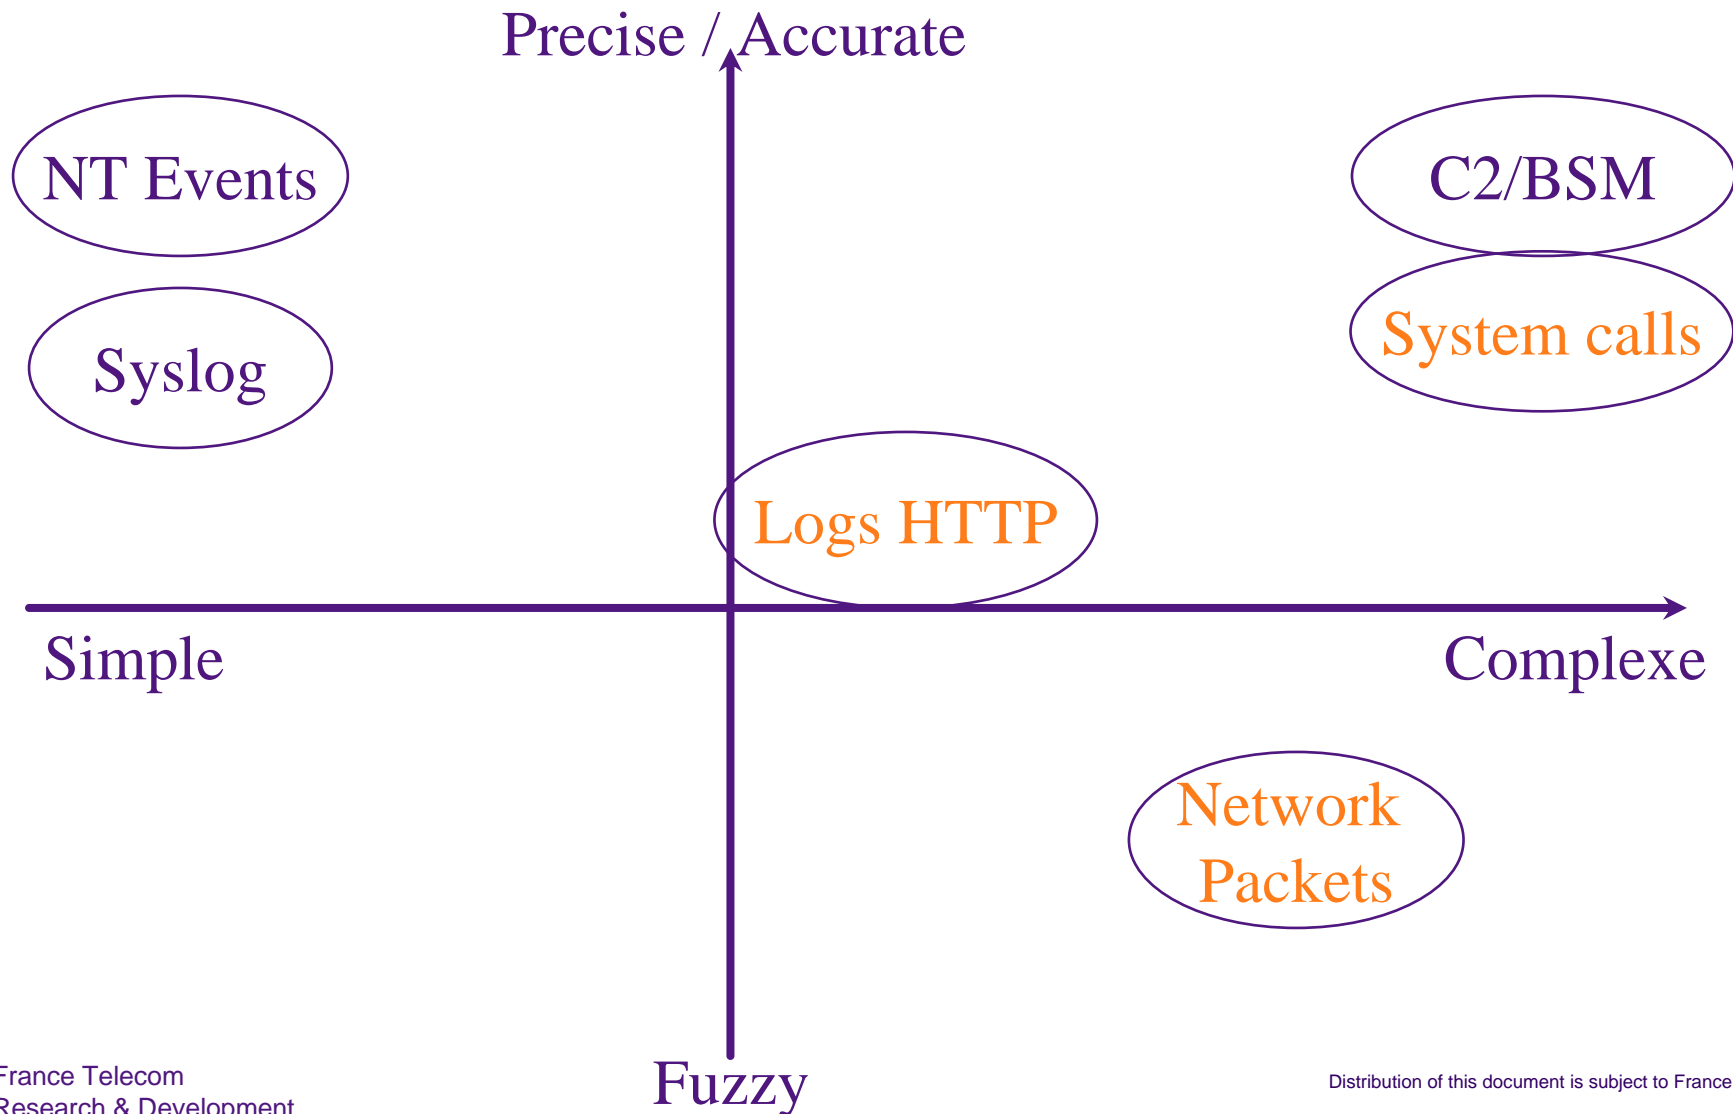 Precise / Accurate
NT Events
C2/BSM
System calls
Syslog
Logs HTTP
Simple
Complexe
Network
Packets
Fuzzy
France Telecom
Research & Development
Distribution of this document is subject to France